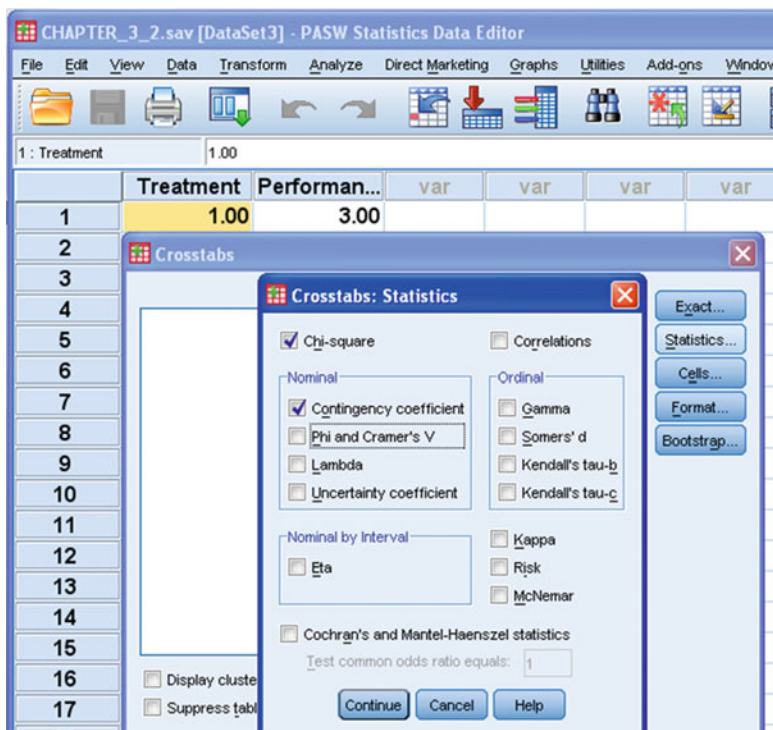 CHAPTER_3_2.sav [DataSet3] - PASW Statistics Data Editor
File Edit View Data Transform Analyze Direct Marketing Graphs Utilities Add-ons Window
1 : Treatment 1.00
Treatment Performan... var var var var
1 1.00 3.00
2
Crosstabs
3
Crosstabs: Statistics
4
Exact...
Chi-square Correlations
5
Statistics...
Nominal Ordinal
6
Cells...
Contingency coefficient Gamma
7
Format...
Phi and Cramer's V Somers' d
8
Bootstrap...
Lambda Kendall's tau-b
9
Uncertainty coefficient Kendall's tau-c
10
11
Nominal by Interval Kappa
12
Eta Risk
13
McNemar
14
Cochran's and Mantel-Haenszel statistics
15
Test common odds ratio equals: 1
16
Display cluste
17
Suppress tabl
Continue Cancel Help